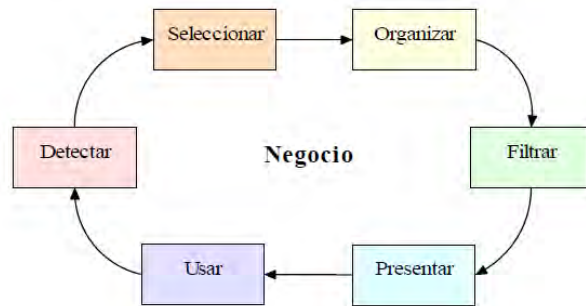 Seleccionar
Organizar
Detectar
Negocio
Filtrar
Usar
Presentar